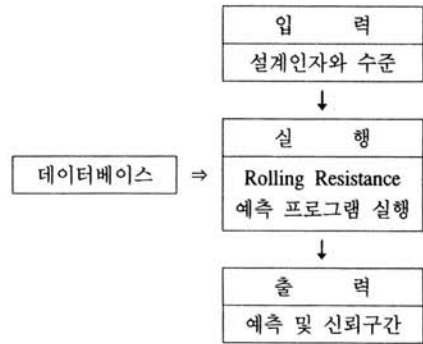 입 력
설계인자와 수준
↓
실 행
데이터베이스 ⇒ Rolling Resistance
예측 프로그램 실행
↓
출 력
예측 및 신뢰구간